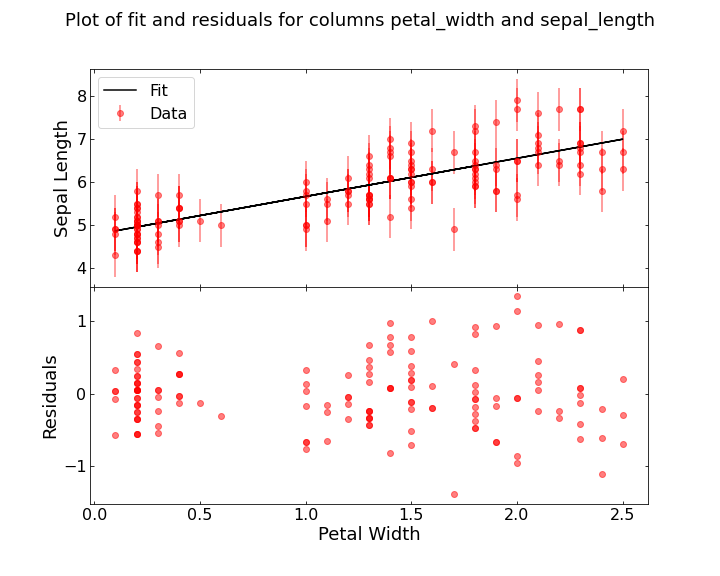 Plot of fit and residuals for columns petal_width and sepal_length
Fit
Data
Sepal Length
8
7
6
5
4
Residuals
1
0
−1
0.0 0.5 1.0 1.5 2.0 2.5
Petal Width